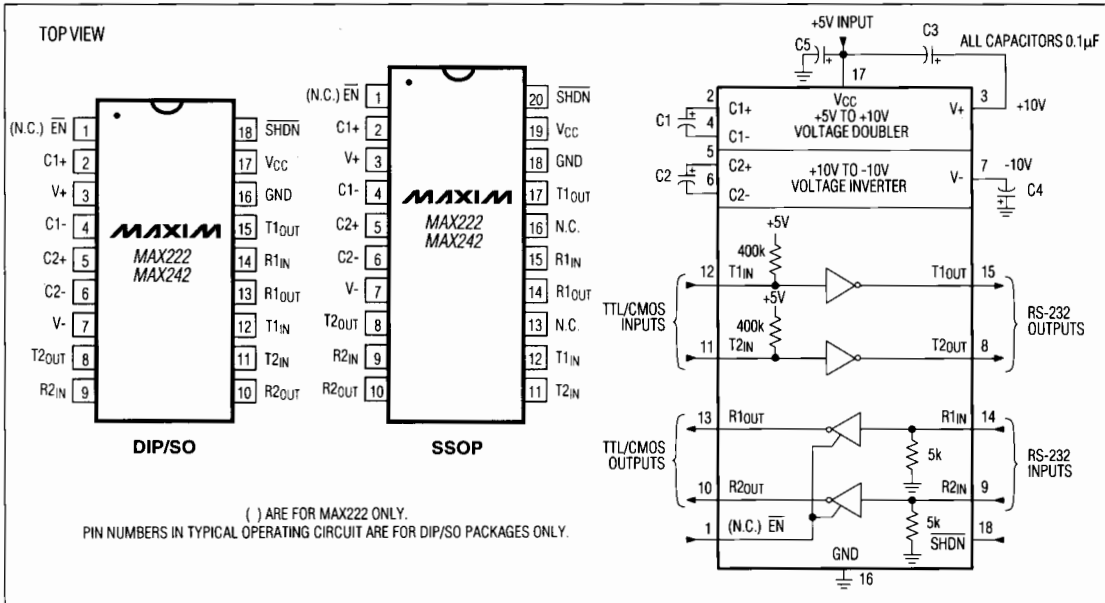 TOP VIEW
(N.C.) EN 1
C1+ 2
V+ 3
C1- 4
C2+ 5
C2- 6
V- 7
T2OUT 8
R2IN 9
18 SHDN
17 VCC
16 GND
15 T1OUT
14 R1IN
13 R1OUT
12 T1IN
11 T2IN
10 R2OUT
MAXIM
MAX222
MAX242
DIP/SO
(N.C.) EN 1
C1+ 2
V+ 3
C1- 4
C2+ 5
C2- 6
V- 7
T2OUT 8
R2IN 9
R2OUT 10
20 SHDN
19 VCC
18 GND
17 T1OUT
16 N.C.
15 R1IN
14 R1OUT
13 N.C.
12 T1IN
11 T2IN
MAXIM
MAX222
MAX242
SSOP
( ) ARE FOR MAX222 ONLY.
PIN NUMBERS IN TYPICAL OPERATING CIRCUIT ARE FOR DIP/SO PACKAGES ONLY.
+5V INPUT
C5 +
C3 +
ALL CAPACITORS 0.1µF
17
VCC
2 C1+
C1 +
4 C1-
+5V TO +10V
VOLTAGE DOUBLER
V+ 3 +10V
5 C2+
C2 +
6 C2-
+10V TO -10V
VOLTAGE INVERTER
V- 7 -10V
+ C4
+5V
400k
12 T1IN
T1OUT 15
+5V
400k
11 T2IN
T2OUT 8
TTL/CMOS
INPUTS
RS-232
OUTPUTS
13 R1OUT
R1IN 14
5k
10 R2OUT
R2IN 9
5k
TTL/CMOS
OUTPUTS
RS-232
INPUTS
1 (N.C.) EN
SHDN 18
GND
16